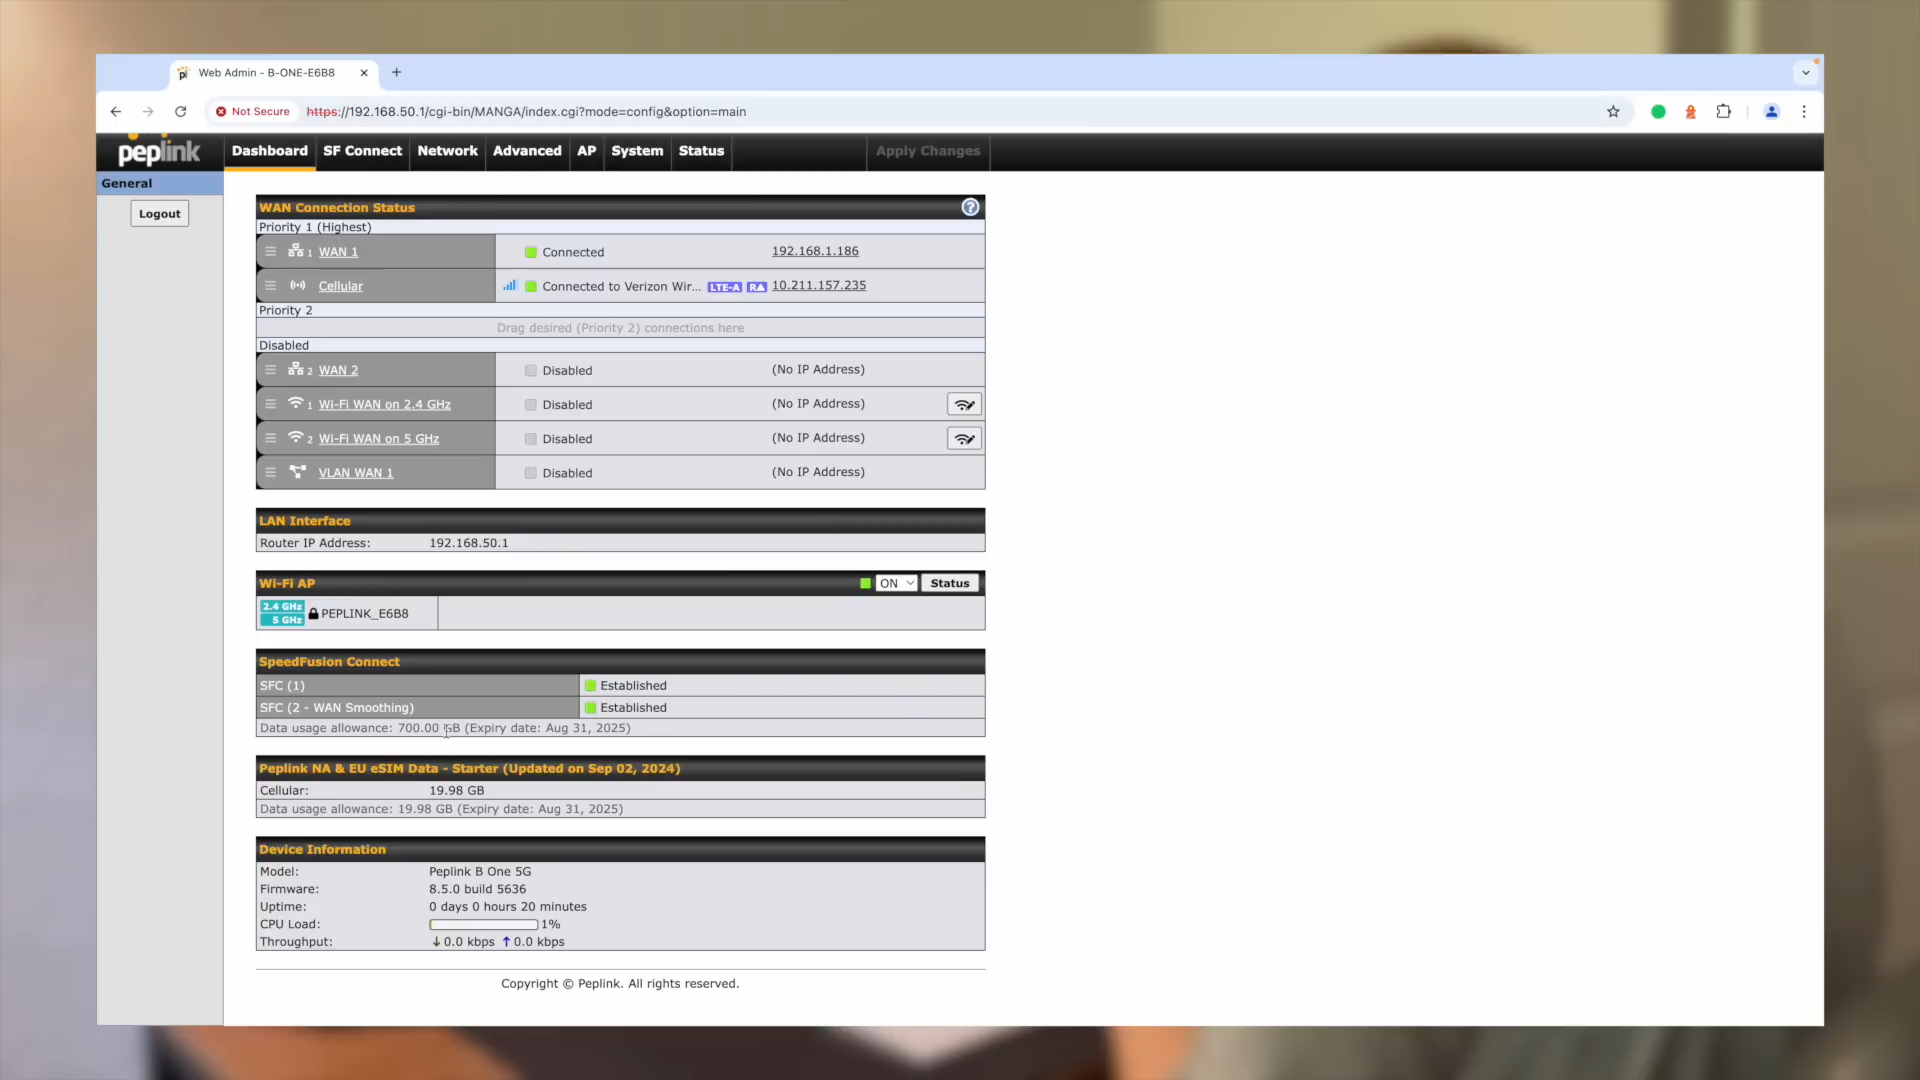 Web Admin - B-ONE-E6B8
Not Secure https://192.168.50.1/cgi-bin/MANGA/index.cgi?mode=config&option=main
peplink Dashboard SF Connect Network Advanced AP System Status Apply Changes
General
Logout
WAN Connection Status
Priority 1 (Highest)
1 WAN 1 Connected 192.168.1.186
Cellular Connected to Verizon Wir... LTE-A RA 10.211.157.235
Priority 2
Drag desired (Priority 2) connections here
Disabled
2 WAN 2 Disabled (No IP Address)
1 Wi-Fi WAN on 2.4 GHz Disabled (No IP Address)
2 Wi-Fi WAN on 5 GHz Disabled (No IP Address)
VLAN WAN 1 Disabled (No IP Address)
LAN Interface
Router IP Address: 192.168.50.1
Wi-Fi AP ON Status
2.4 GHz
5 GHz
PEPLINK_E6B8
SpeedFusion Connect
SFC (1) Established
SFC (2 - WAN Smoothing) Established
Data usage allowance: 700.00 GB (Expiry date: Aug 31, 2025)
Peplink NA & EU eSIM Data - Starter (Updated on Sep 02, 2024)
Cellular: 19.98 GB
Data usage allowance: 19.98 GB (Expiry date: Aug 31, 2025)
Device Information
Model: Peplink B One 5G
Firmware: 8.5.0 build 5636
Uptime: 0 days 0 hours 20 minutes
CPU Load: 1%
Throughput: ↓0.0 kbps ↑0.0 kbps
Copyright © Peplink. All rights reserved.